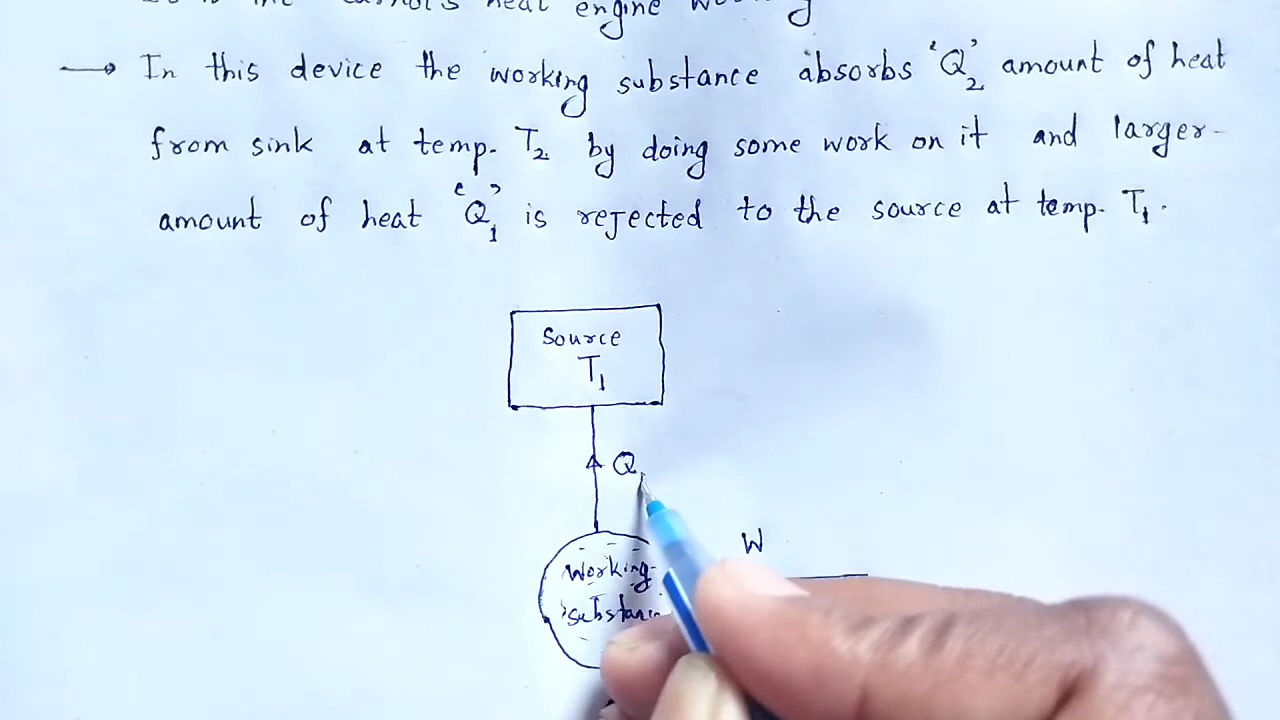 heat engine
→ In this device the working substance absorbs 'Q2' amount of heat
from sink at temp. T2 by doing some work on it and larger-
amount of heat 'Q1' is rejected to the source at temp. T1.
Source
T1
Q
W
Working-